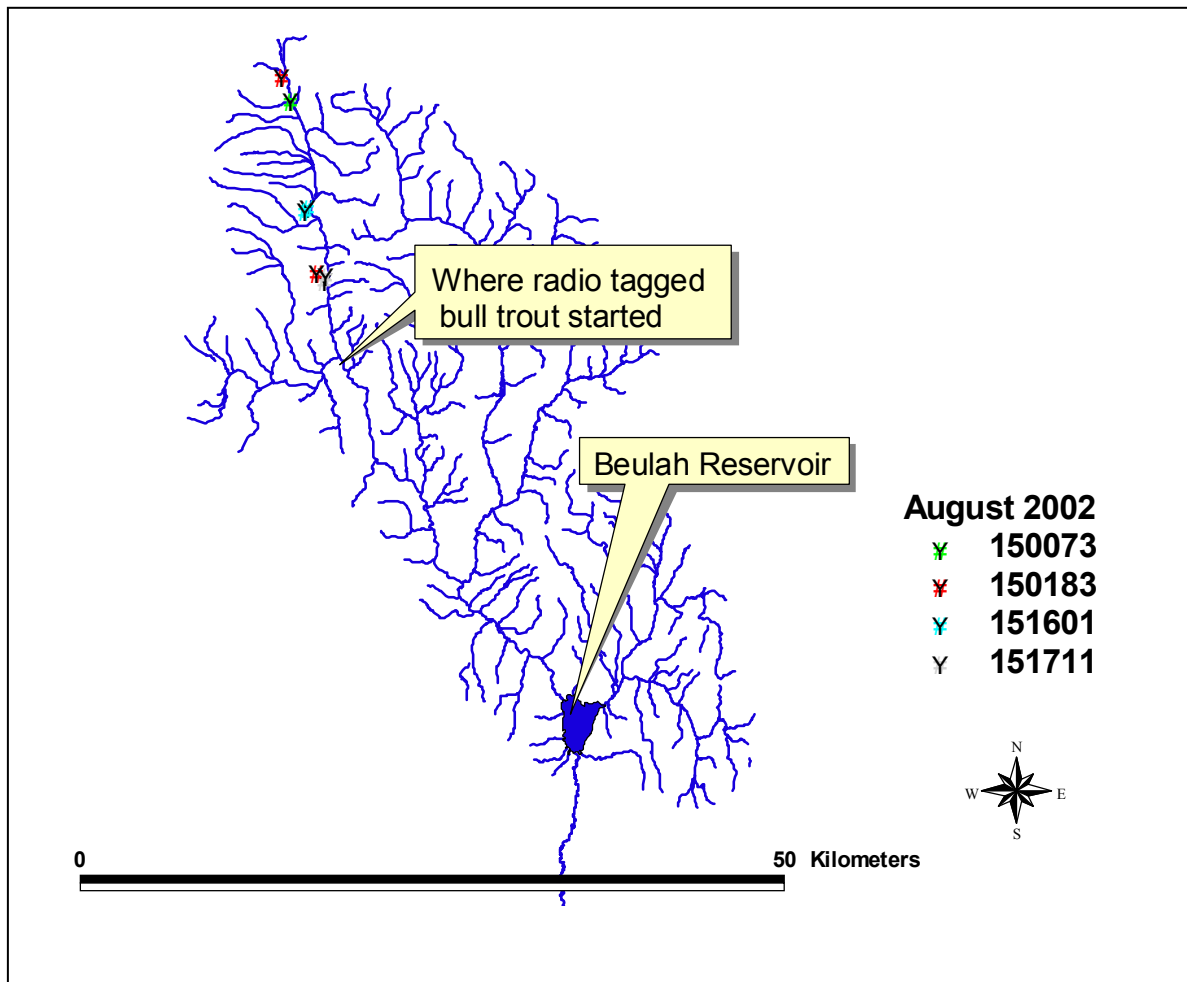 Where radio tagged
bull trout started
Beulah Reservoir
August 2002
Y 150073
Y 150183
Y 151601
Y 151711
N
W E
S
0 50 Kilometers